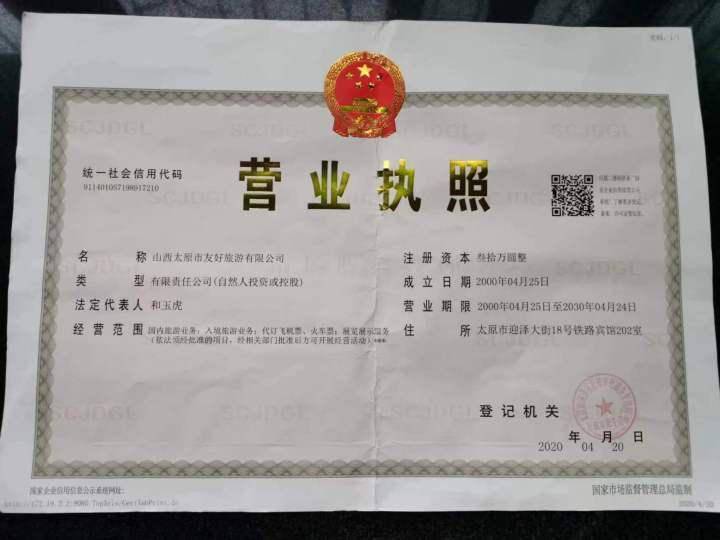 SCJDGL
SCJDGL
SCJDGL
统一社会信用代码
营业执照
名 称 山西太原市友好旅游有限公司
类 型 有限责任公司(自然人投资或控股)
法定代表人 和玉虎
经营范围 国内旅游业务；入境旅游业务；代订飞机票、火车票；展览展示服务
(依法须经批准的项目，经相关部门批准后方可开展经营活动)
注册资本 叁拾万圆整
成立日期 2000年04月25日
营业期限 2000年04月25日至2030年04月24日
住 所 太原市迎泽大街18号铁路宾馆202室
SCJDGL
SCJDGL
登记机关
2020 年 04 月 20 日
国家企业信用信息公示系统网址:
国家市场监督管理总局监制